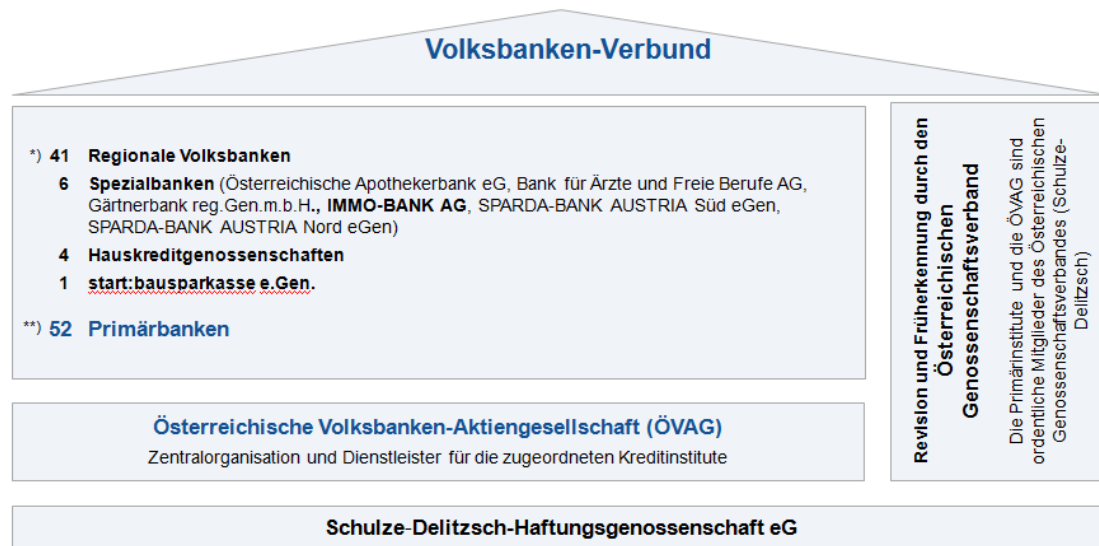 Volksbanken-Verbund
*) 41 Regionale Volksbanken
6 Spezialbanken (Österreichische Apothekerbank eG, Bank für Ärzte und Freie Berufe AG,
Gärtnerbank reg.Gen.m.b.H., IMMO-BANK AG, SPARDA-BANK AUSTRIA Süd eGen,
SPARDA-BANK AUSTRIA Nord eGen)
4 Hauskreditgenossenschaften
1 start:bausparkasse e.Gen.
**) 52 Primärbanken
Österreichische Volksbanken-Aktiengesellschaft (ÖVAG)
Zentralorganisation und Dienstleister für die zugeordneten Kreditinstitute
Revision und Früherkennung durch den
Österreichischen
Genossenschaftsverband
Die Primärinstitute und die ÖVAG sind
ordentliche Mitglieder des Österreichischen
Genossenschaftsverbandes (Schulze-
Delitzsch)
Schulze-Delitzsch-Haftungsgenossenschaft eG